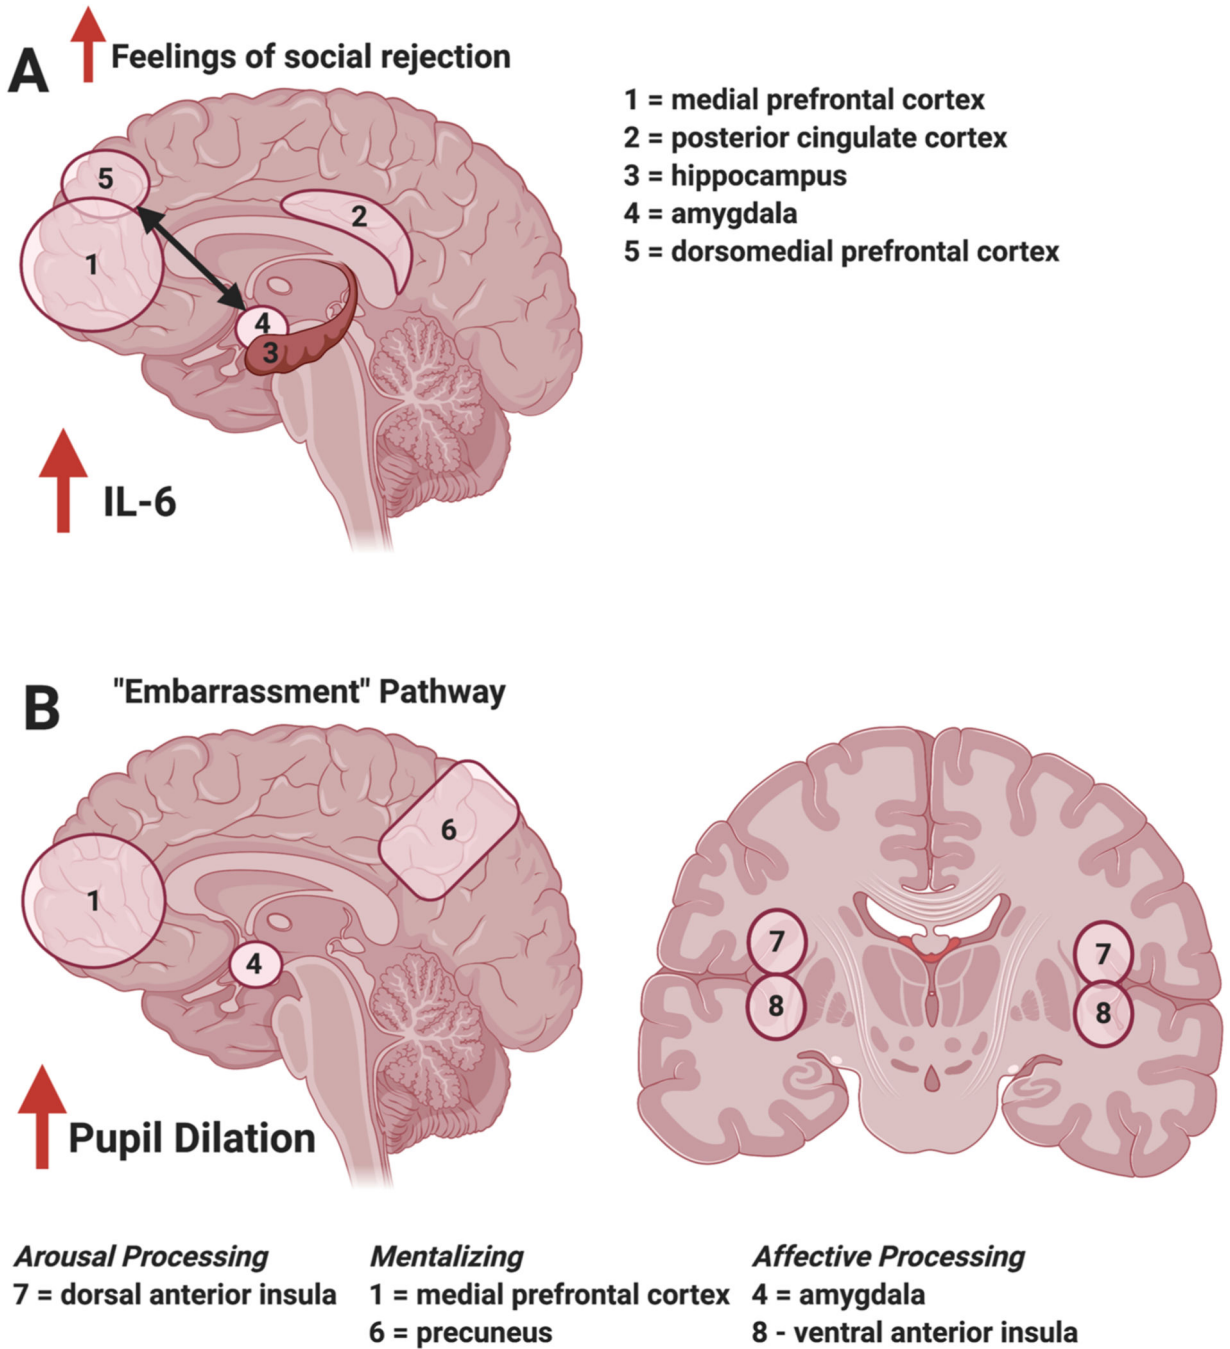 A
Feelings of social rejection
1 = medial prefrontal cortex
2 = posterior cingulate cortex
3 = hippocampus
4 = amygdala
5 = dorsomedial prefrontal cortex
5
2
1
4
3
IL-6
B
"Embarrassment" Pathway
6
1
4
7
7
8
8
Pupil Dilation
Arousal Processing
7 = dorsal anterior insula
Mentalizing
1 = medial prefrontal cortex
6 = precuneus
Affective Processing
4 = amygdala
8 - ventral anterior insula